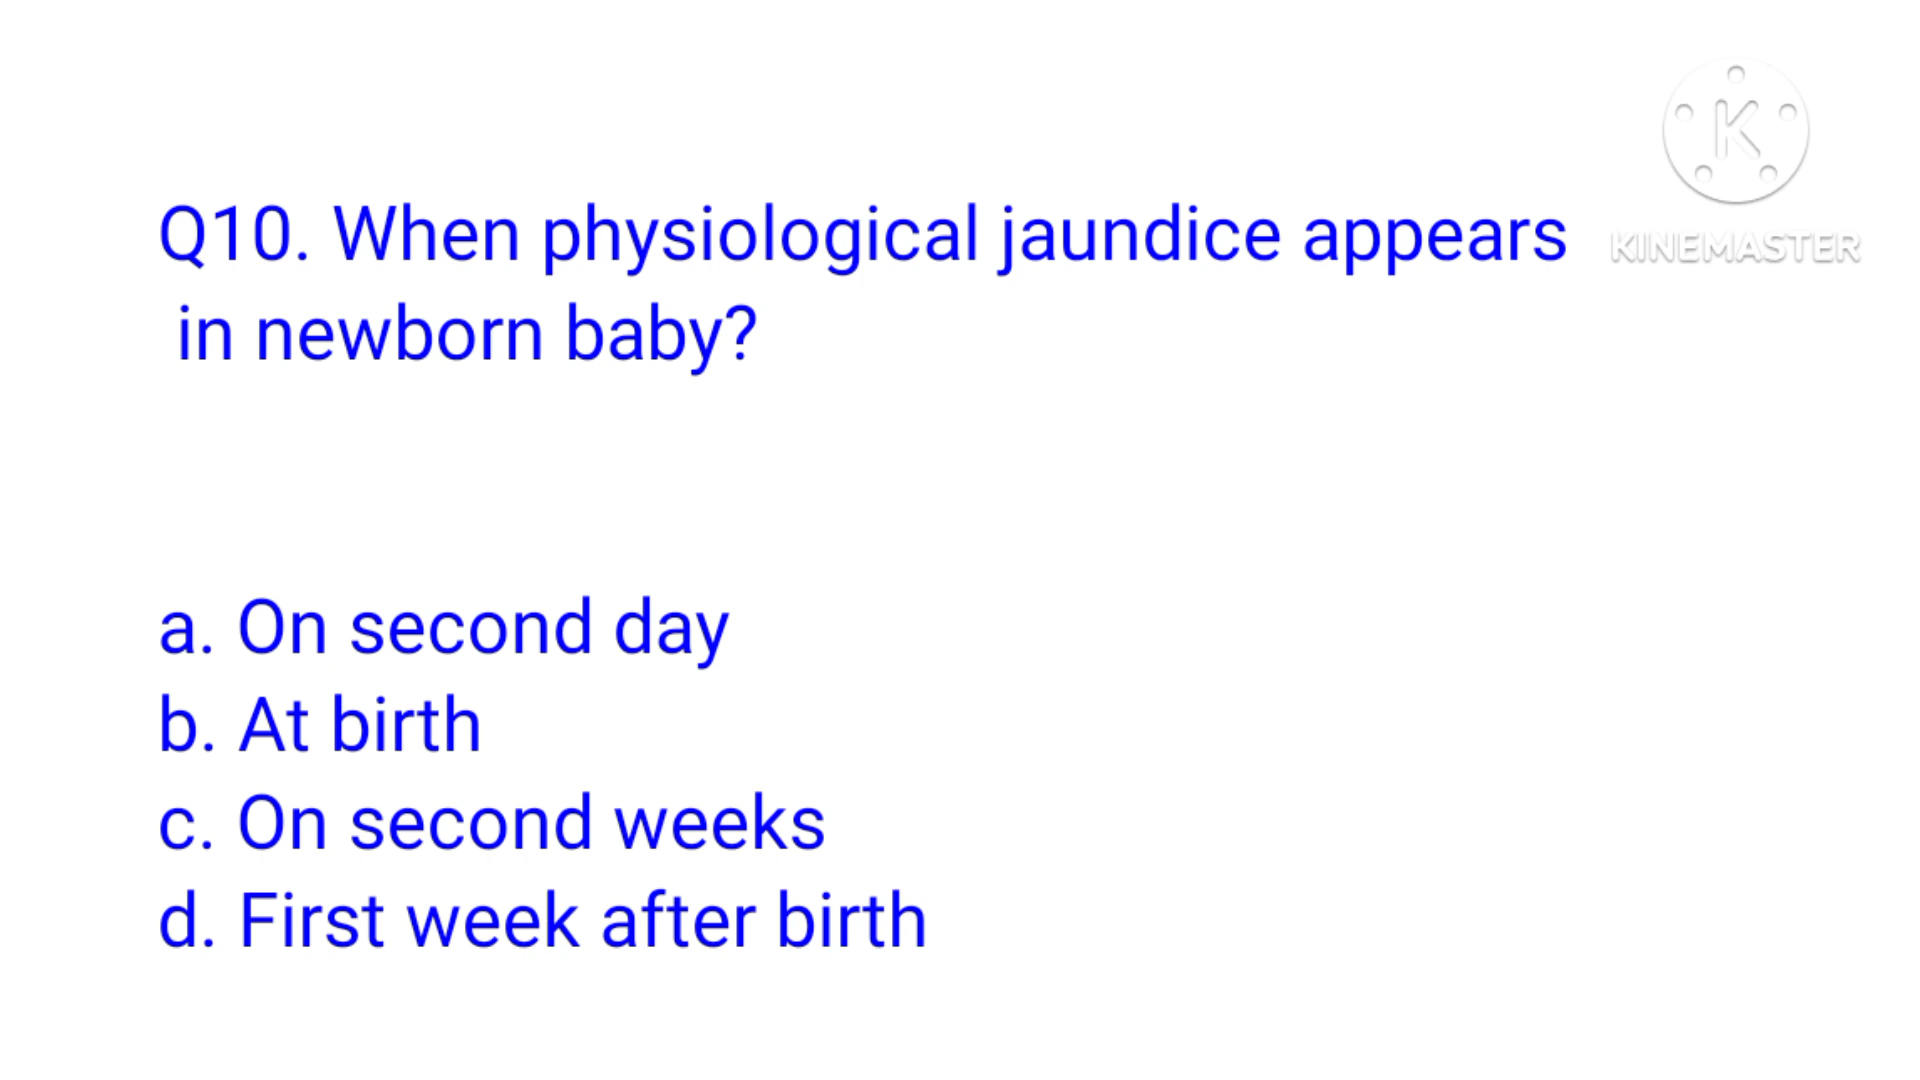 Q10. When physiological jaundice appears
in newborn baby?
a. On second day
b. At birth
c. On second weeks
d. First week after birth
K
KINEMASTER